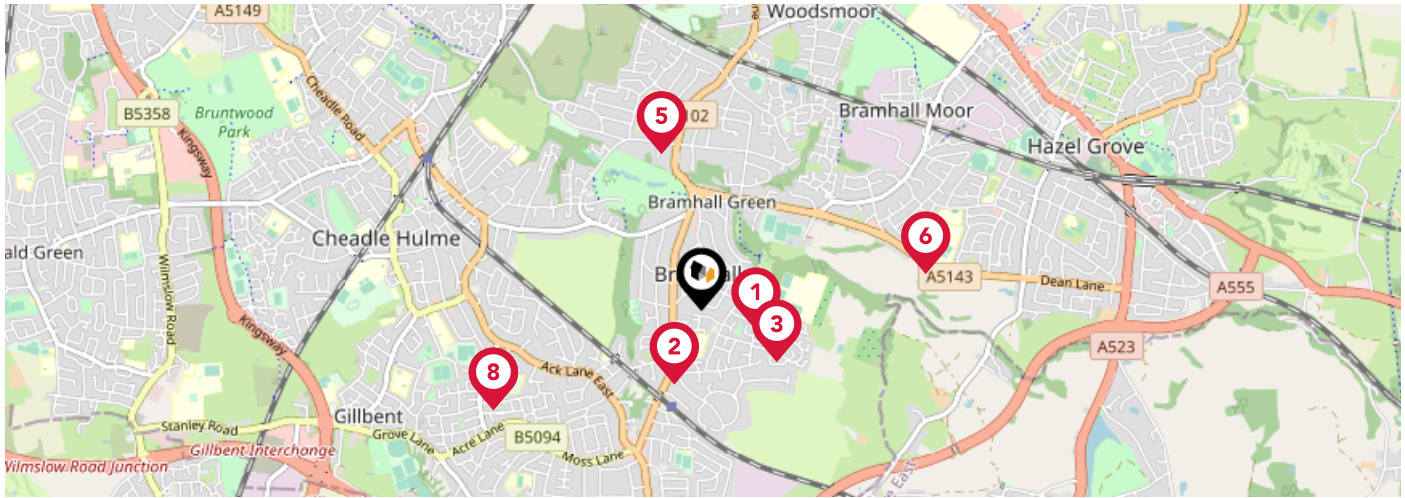 A5149
Woodsmoor
Cheadle Road
B5358
Bruntwood
Park
Kingsway
5
02
Bramhall Moor
Hazel Grove
Bramhall Green
ald Green
Cheadle Hulme
6
A5143
Dean Lane
A555
Wilmslow Road
1
3
2
Kingsway
A523
8
Ack Lane East
Gillbent
Stanley Road
Grove Lane
Acre Lane
B5094
Moss Lane
Gillbent Interchange
Wilmslow Road Junction
e East